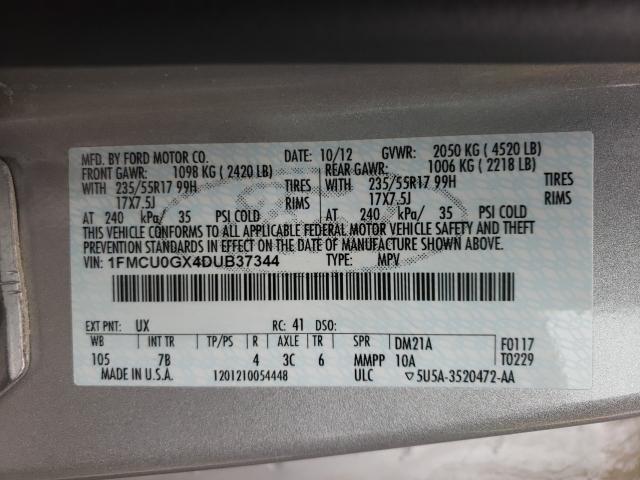 MFD. BY FORD MOTOR CO. DATE: 10/12 GVWR: 2050 KG ( 4520 LB)
FRONT GAWR: 1098 KG ( 2420 LB) REAR GAWR: 1006 KG ( 2218 LB)
WITH 235/55R17 99H TIRES WITH 235/55R17 99H TIRES
17X7.5J RIMS 17X7.5J RIMS
AT 240 kPa/ 35 PSI COLD AT 240 kPa/ 35 PSI COLD
THIS VEHICLE CONFORMS TO ALL APPLICABLE FEDERAL MOTOR VEHICLE SAFETY AND THEFT
PREVENTION STANDARDS IN EFFECT ON THE DATE OF MANUFACTURE SHOWN ABOVE.
VIN: 1FMCU0GX4DUB37344 TYPE: MPV
EXT PNT: UX RC: 41 DSO:
WB INT TR TP/PS R AXLE TR SPR DM21A F0117
105 7B 4 3C 6 MMPP 10A T0229
MADE IN U.S.A. 1201210054448 ULC ▽5U5A-3520472-AA